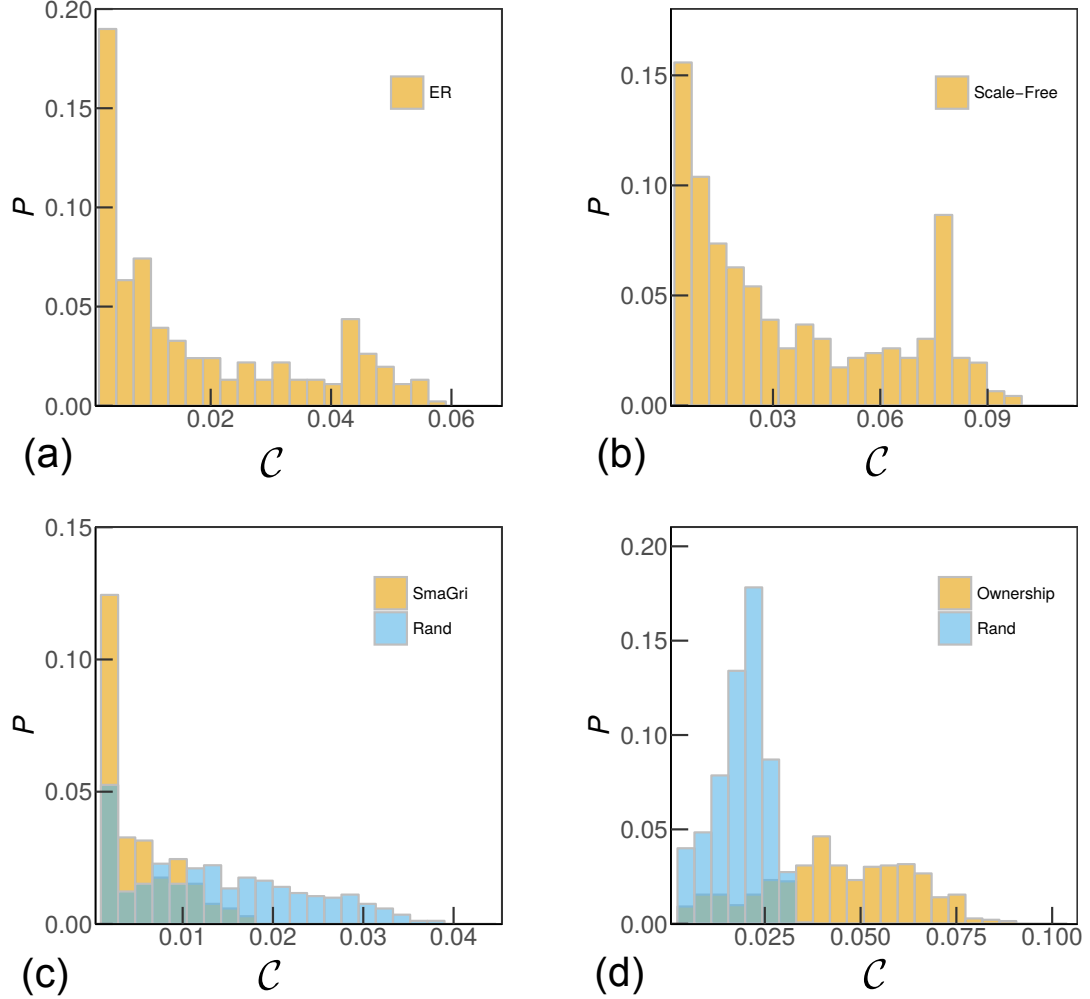 0.20
0.15
0.10
0.05
0.00
P
ER
0.02
0.04
0.06
(a)
C
0.15
0.10
0.05
0.00
P
Scale−Free
0.03
0.06
0.09
(b)
C
0.15
0.10
0.05
0.00
P
SmaGri
Rand
0.01
0.02
0.03
0.04
(c)
C
0.20
0.15
0.10
0.05
0.00
P
Ownership
Rand
0.025
0.050
0.075
0.100
(d)
C